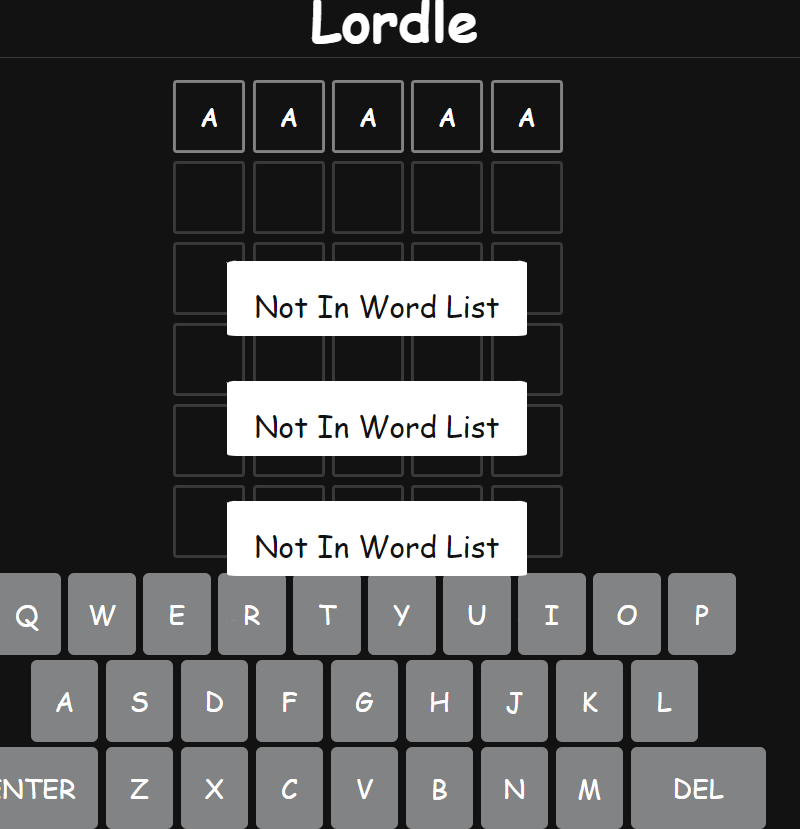 Lordle
A A A A A
Not In Word List
Not In Word List
Not In Word List
Q W E R T Y U I O P
A S D F G H J K L
ENTER Z X C V B N M DEL